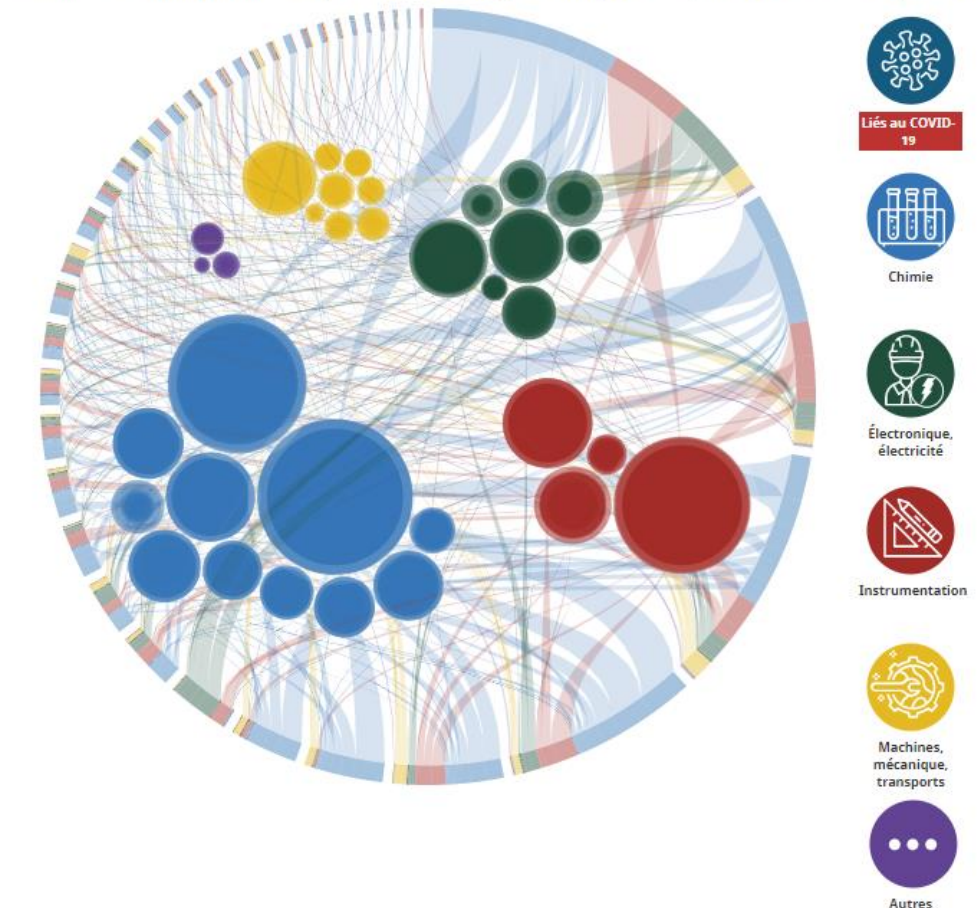 Liés au COVID-
19
Chimie
Électronique,
électricité
Instrumentation
Machines,
mécanique,
transports
Autres